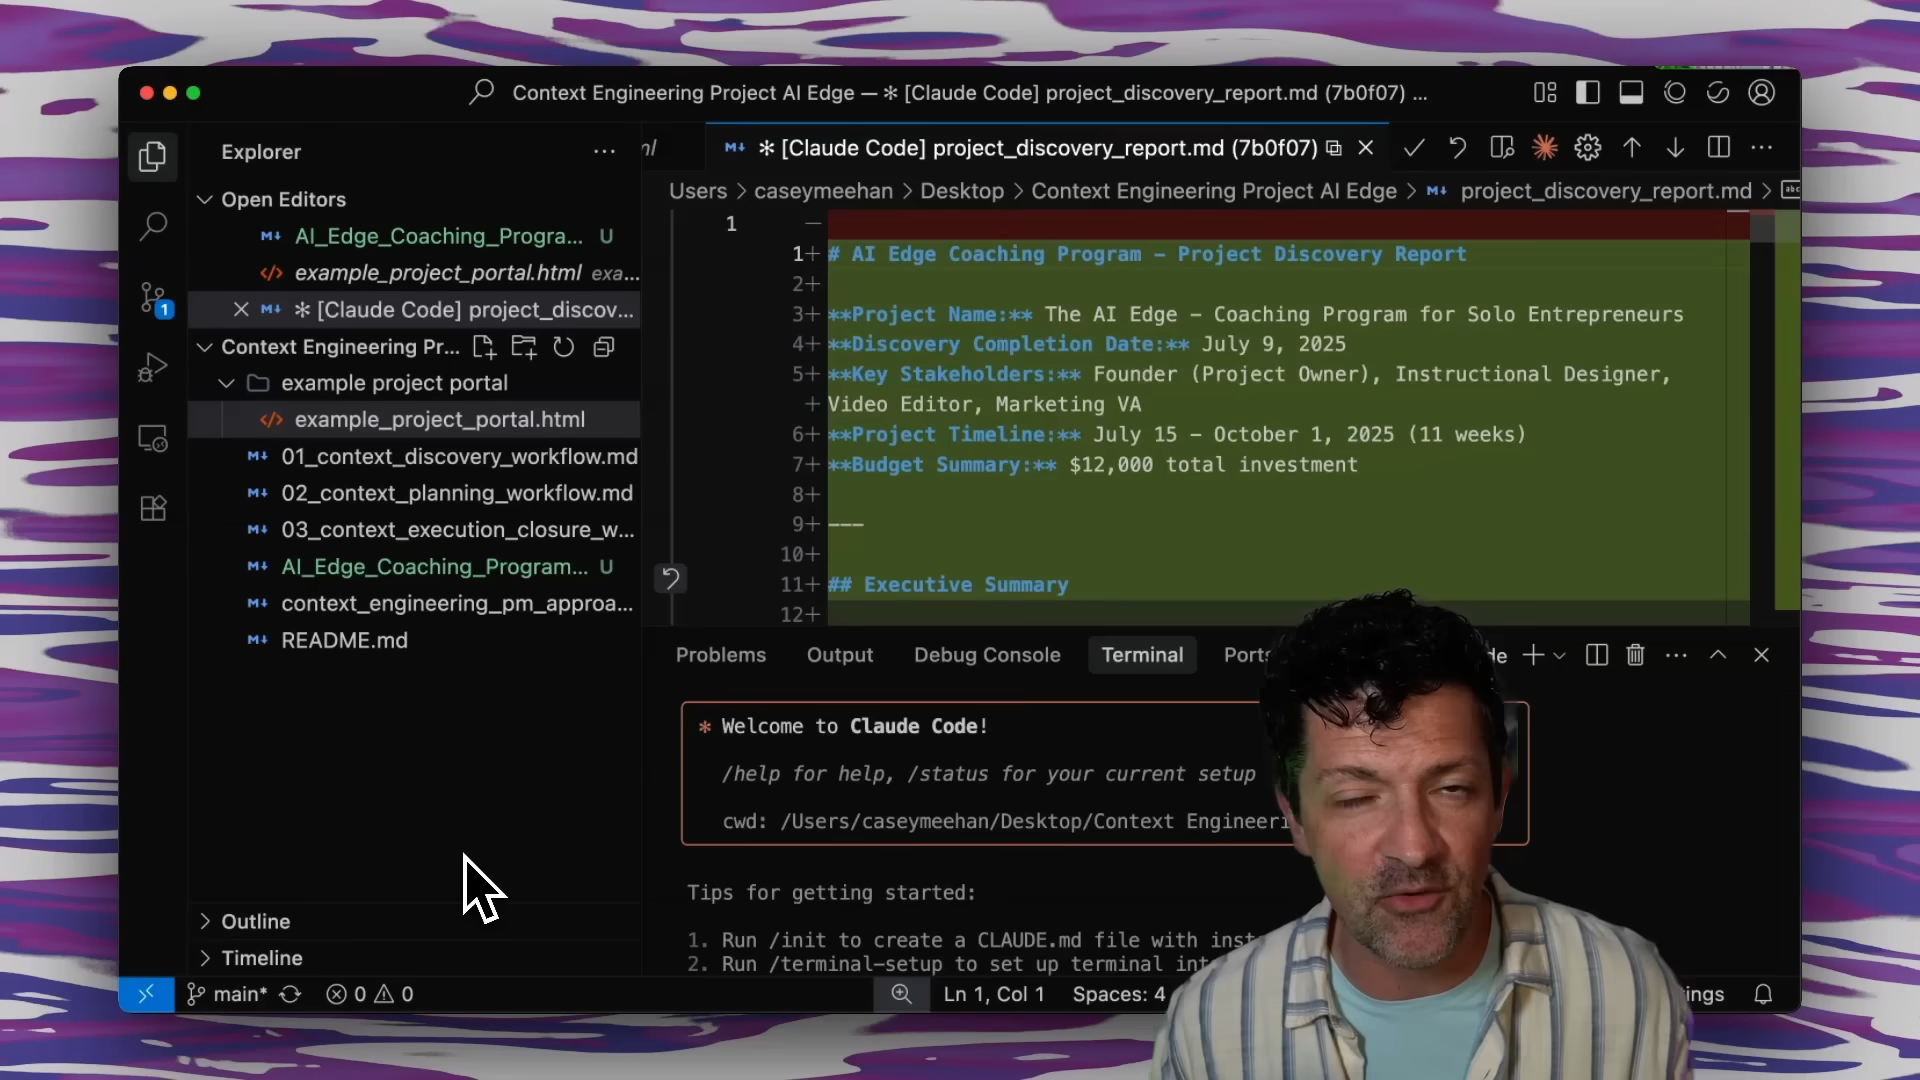 Context Engineering Project AI Edge — ✻ [Claude Code] project_discovery_report.md (7b0f07) ...
Explorer
Open Editors
AI_Edge_Coaching_Progra... U
example_project_portal.html exa...
✻ [Claude Code] project_discov...
Context Engineering Pr...
example project portal
example_project_portal.html
01_context_discovery_workflow.md
02_context_planning_workflow.md
03_context_execution_closure_w...
AI_Edge_Coaching_Program... U
context_engineering_pm_approa...
README.md
Outline
Timeline
1
ml
✻ [Claude Code] project_discovery_report.md (7b0f07)
Users > caseymeehan > Desktop > Context Engineering Project AI Edge > project_discovery_report.md > abc
1 —
1+ # AI Edge Coaching Program – Project Discovery Report
2+
3+ **Project Name:** The AI Edge – Coaching Program for Solo Entrepreneurs
4+ **Discovery Completion Date:** July 9, 2025
5+ **Key Stakeholders:** Founder (Project Owner), Instructional Designer,
+ Video Editor, Marketing VA
6+ **Project Timeline:** July 15 – October 1, 2025 (11 weeks)
7+ **Budget Summary:** $12,000 total investment
8+
9+ ---
10+
11+ ## Executive Summary
12+
Problems Output Debug Console Terminal Ports de
✻ Welcome to Claude Code!
/help for help, /status for your current setup
cwd: /Users/caseymeehan/Desktop/Context Engineeri
Tips for getting started:
1. Run /init to create a CLAUDE.md file with inst
2. Run /terminal-setup to set up terminal int
main* 0 0 Ln 1, Col 1 Spaces: 4 ings